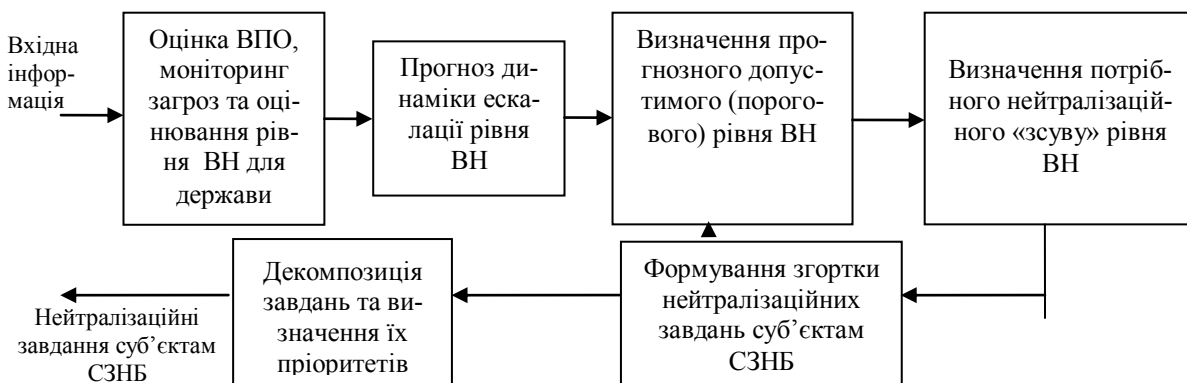 Вхідна
інфор-
мація
Оцінка ВПО,
моніторинг
загроз та оці-
нювання рів-
ня ВН для
держави
Прогноз ди-
наміки еска-
лації рівня
ВН
Визначення про-
гнозного допус-
тимого (порого-
вого) рівня ВН
Визначення потріб-
ного нейтралізацій-
ного «зсуву» рівня
ВН
Нейтралізаційні
завдання суб’єктам
СЗНБ
Декомпозиція
завдань та ви-
значення їх
пріоритетів
Формування згортки
нейтралізаційних
завдань суб’єктам
СЗНБ